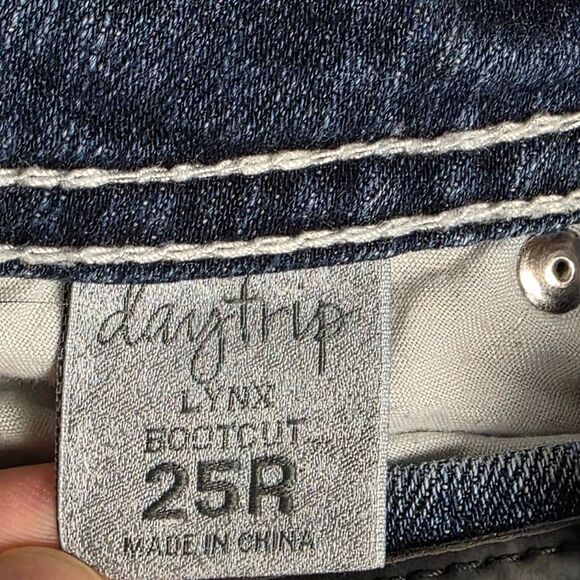 daytrip
LYNX
BOOTCUT
25R
MADE IN CHINA